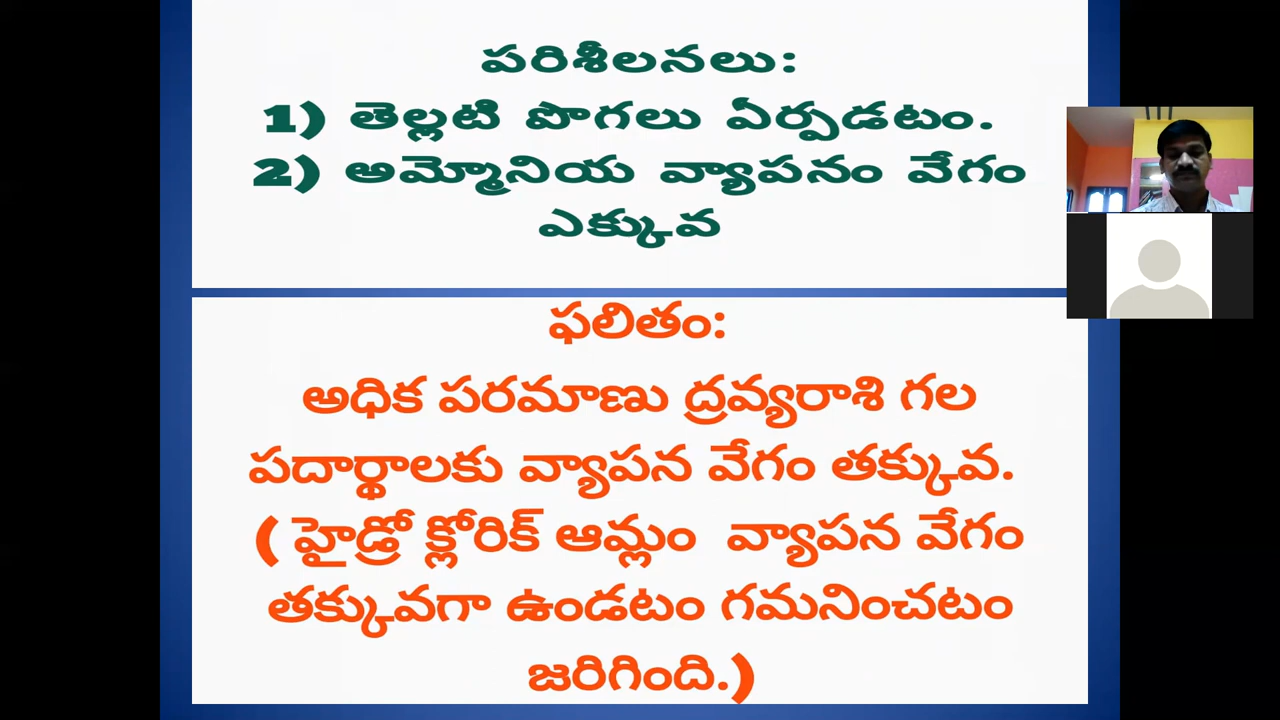 పరిశీలనలు:
1) తెల్లటి పొగలు ఏర్పడటం.
2) అమ్మోనియ వ్యాపనం వేగం
ఎక్కువ
ఫలితం:
అధిక పరమాణు ద్రవ్యరాశి గల
పదార్థాలకు వ్యాపన వేగం తక్కువ.
( హైడ్రో క్లోరిక్ ఆమ్లం వ్యాపన వేగం
తక్కువగా ఉండటం గమనించటం
జరిగింది.)